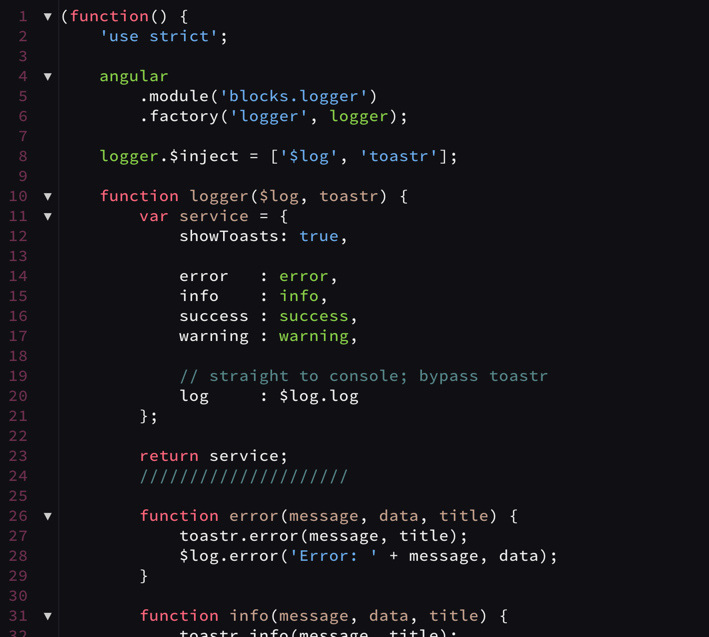 1 ▼ (function() {
2     'use strict';
3
4 ▼     angular
5         .module('blocks.logger')
6         .factory('logger', logger);
7
8     logger.$inject = ['$log', 'toastr'];
9
10 ▼     function logger($log, toastr) {
11 ▼         var service = {
12             showToasts: true,
13
14             error   : error,
15             info    : info,
16             success : success,
17             warning : warning,
18
19             // straight to console; bypass toastr
20             log     : $log.log
21         };
22
23         return service;
24         /////////////////////
25
26 ▼         function error(message, data, title) {
27             toastr.error(message, title);
28             $log.error('Error: ' + message, data);
29         }
30
31 ▼         function info(message, data, title) {
32             toastr.info(message, title);